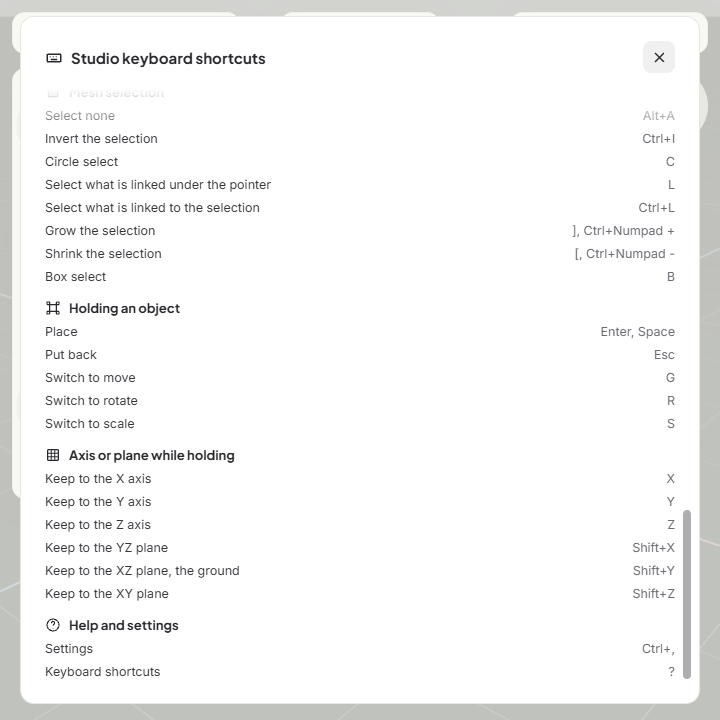 Studio keyboard shortcuts
Mesh selection
Select none Alt+A
Invert the selection Ctrl+I
Circle select C
Select what is linked under the pointer L
Select what is linked to the selection Ctrl+L
Grow the selection ], Ctrl+Numpad +
Shrink the selection [, Ctrl+Numpad -
Box select B
Holding an object
Place Enter, Space
Put back Esc
Switch to move G
Switch to rotate R
Switch to scale S
Axis or plane while holding
Keep to the X axis X
Keep to the Y axis Y
Keep to the Z axis Z
Keep to the YZ plane Shift+X
Keep to the XZ plane, the ground Shift+Y
Keep to the XY plane Shift+Z
Help and settings
Settings Ctrl+,
Keyboard shortcuts ?